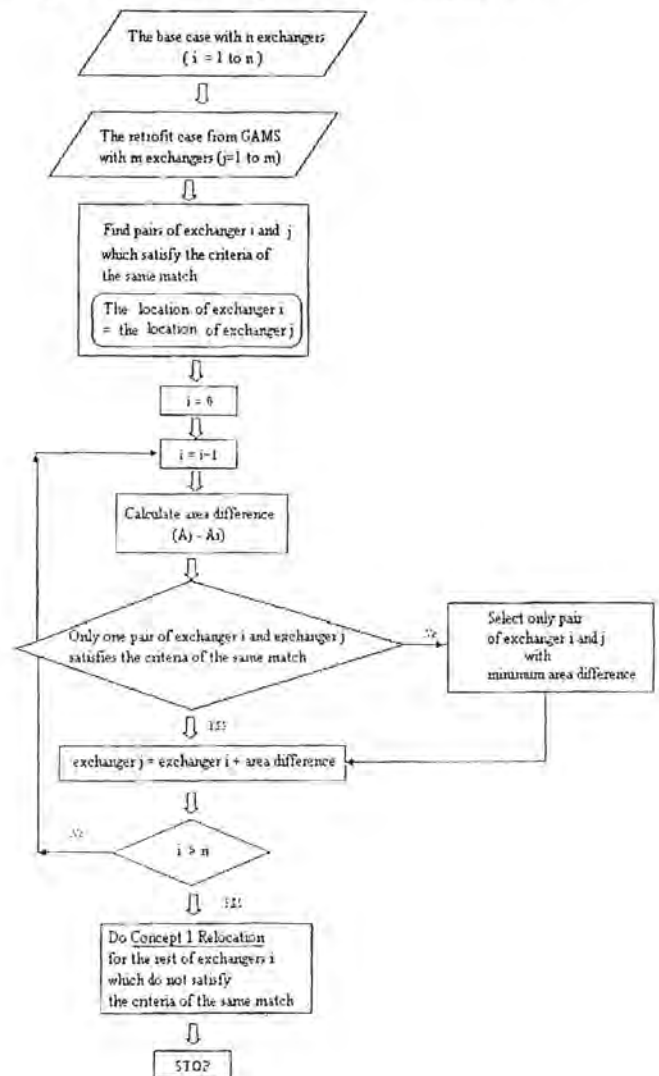 The base case with n exchangers
( i = 1 to n )
The retrofit case from GAMS
with m exchangers (j=1 to m)
Find pairs of exchanger i and j
which satisfy the criteria of
the same match
The location of exchanger i
= the location of exchanger j
i = 0
i = i-1
Calculate area difference
(Aj - Ai)
Only one pair of exchanger i and exchanger j
satisfies the criteria of the same match
No
Select only pair
of exchanger i and j
with
minimum area difference
YES
exchanger j = exchanger i + area difference
No
i > n
YES
Do Concept 1 Relocation
for the rest of exchangers i
which do not satisfy
the criteria of the same match
STOP